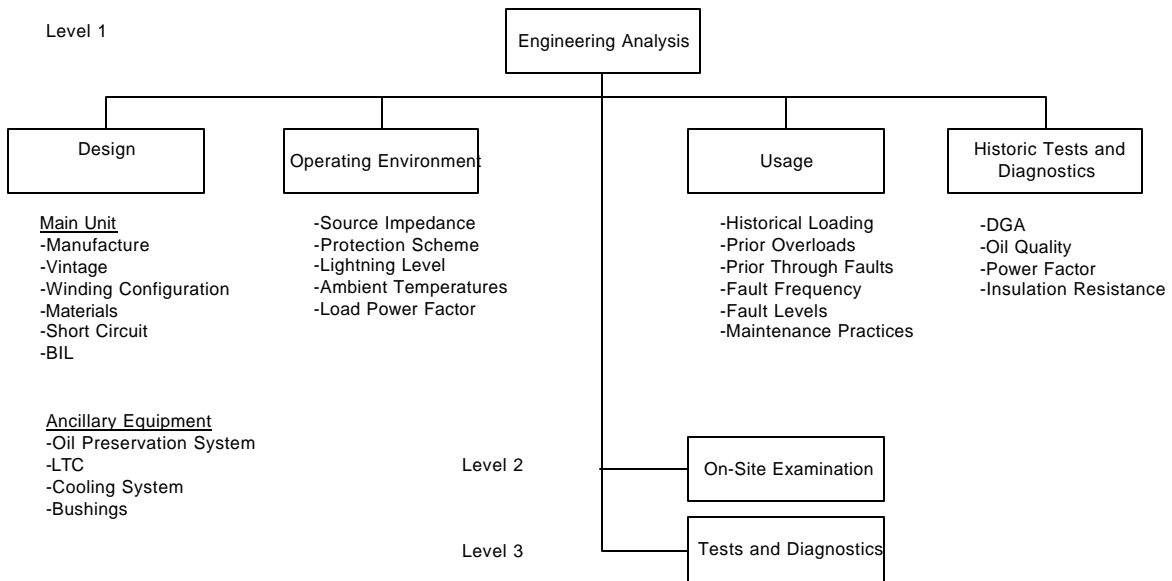 Level 1
Engineering Analysis
Design
Operating Environment
Usage
Historic Tests and
Diagnostics
Main Unit
-Manufacture
-Vintage
-Winding Configuration
-Materials
-Short Circuit
-BIL
Ancillary Equipment
-Oil Preservation System
-LTC
-Cooling System
-Bushings
-Source Impedance
-Protection Scheme
-Lightning Level
-Ambient Temperatures
-Load Power Factor
-Historical Loading
-Prior Overloads
-Prior Through Faults
-Fault Frequency
-Fault Levels
-Maintenance Practices
-DGA
-Oil Quality
-Power Factor
-Insulation Resistance
Level 2
On-Site Examination
Level 3
Tests and Diagnostics